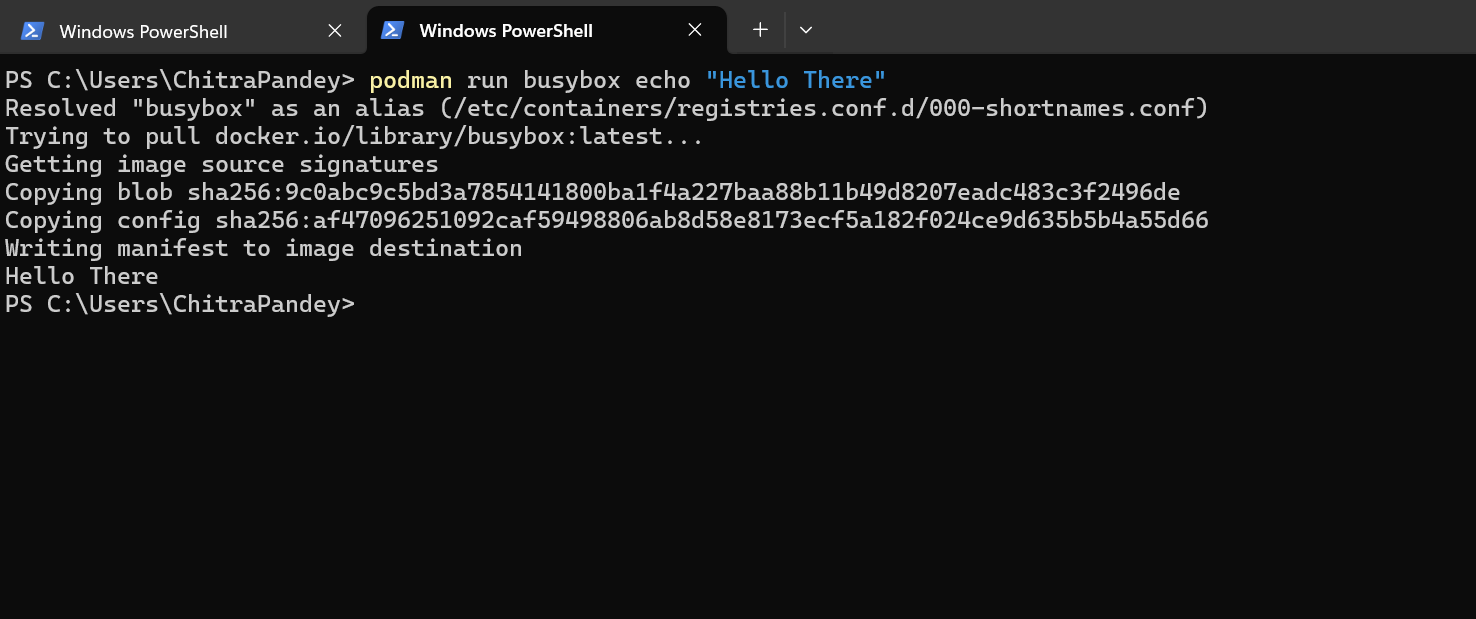 Windows PowerShell
Windows PowerShell
PS C:\Users\ChitraPandey> podman run busybox echo "Hello There"
Resolved "busybox" as an alias (/etc/containers/registries.conf.d/000-shortnames.conf)
Trying to pull docker.io/library/busybox:latest...
Getting image source signatures
Copying blob sha256:9c0abc9c5bd3a7854141800ba1f4a227baa88b11b49d8207eadc483c3f2496de
Copying config sha256:af47096251092caf59498806ab8d58e8173ecf5a182f024ce9d635b5b4a55d66
Writing manifest to image destination
Hello There
PS C:\Users\ChitraPandey>